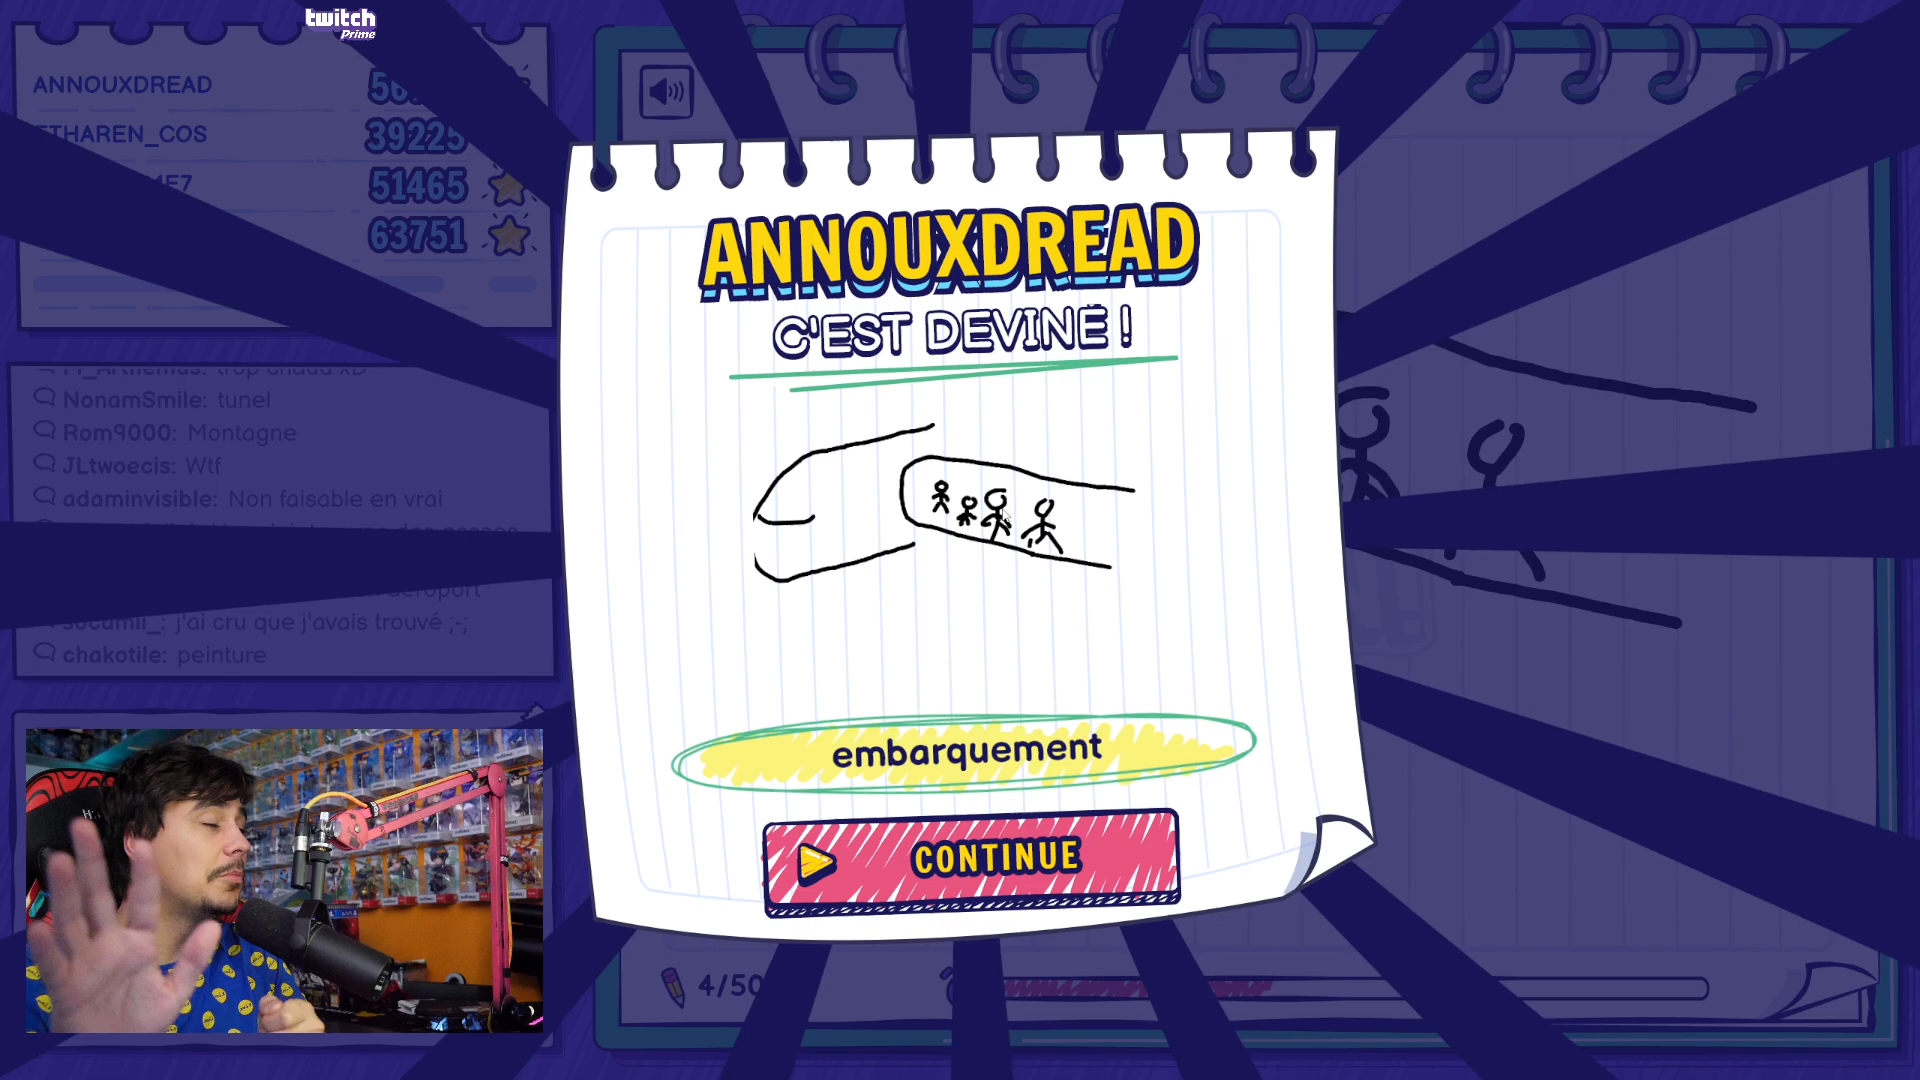 twitch
Prime
ANNOUXDREAD
THAREN_COS 39225
51465
63751
NonamSmile: tunel
Rom9000: Montagne
JLtwoecis: Wtf
adaminvisible: Non faisable en vrai
j'ai cru que j'avais trouvé ;-;
chakotile: peinture
ANNOUXDREAD
C'EST DEVINÉ !
embarquement
CONTINUE
4/50